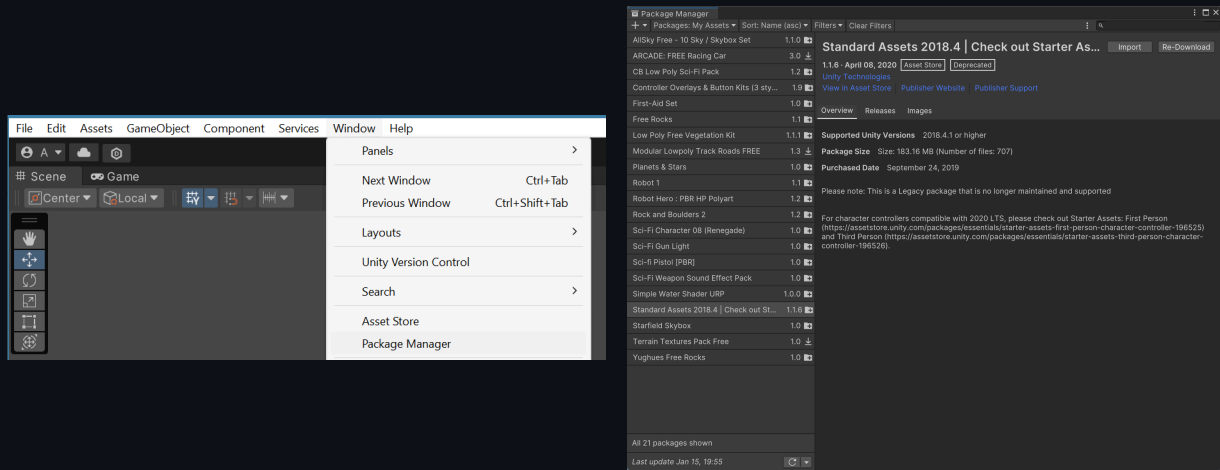 File Edit Assets GameObject Component Services Window Help
A
Scene Game
Center Local
Panels
Next Window Ctrl+Tab
Previous Window Ctrl+Shift+Tab
Layouts
Unity Version Control
Search
Asset Store
Package Manager
Package Manager
Packages: My Assets Sort: Name (asc) Filters Clear Filters
AllSky Free - 10 Sky / Skybox Set 1.1.0
ARCADE: FREE Racing Car 3.0
CB Low Poly Sci-Fi Pack 1.2
Controller Overlays & Button Kits (3 sty... 1.9
First-Aid Set 1.0
Free Rocks 1.1
Low Poly Free Vegetation Kit 1.1.1
Modular Lowpoly Track Roads FREE 1.3
Planets & Stars 1.0
Robot 1 1.1
Robot Hero : PBR HP Polyart 1.2
Rock and Boulders 2 1.2
Sci-Fi Character 08 (Renegade) 1.0
Sci-Fi Gun Light 1.0
Sci-fi Pistol [PBR] 1.0
Sci-Fi Weapon Sound Effect Pack 1.0
Simple Water Shader URP 1.0.0
Standard Assets 2018.4 | Check out St... 1.1.6
Starfield Skybox 1.0
Terrain Textures Pack Free 1.0
Yughues Free Rocks 1.0
All 21 packages shown
Last update Jan 15, 19:55
Standard Assets 2018.4 | Check out Starter As... Import Re-Download
1.1.6 · April 08, 2020 Asset Store Deprecated
Unity Technologies
View in Asset Store Publisher Website Publisher Support
Overview Releases Images
Supported Unity Versions 2018.4.1 or higher
Package Size Size: 183.16 MB (Number of files: 707)
Purchased Date September 24, 2019
Please note: This is a Legacy package that is no longer maintained and supported
For character controllers compatible with 2020 LTS, please check out Starter Assets: First Person
(https://assetstore.unity.com/packages/essentials/starter-assets-first-person-character-controller-196525)
and Third Person (https://assetstore.unity.com/packages/essentials/starter-assets-third-person-character-
controller-196526).